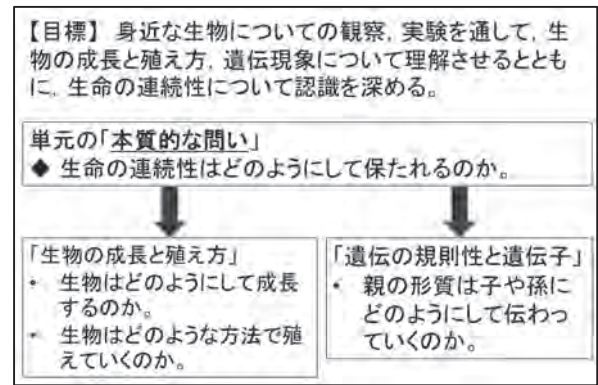 【目標】 身近な生物についての観察，実験を通して，生
物の成長と殖え方，遺伝現象について理解させるととも
に，生命の連続性について認識を深める。
単元の「本質的な問い」
◆ 生命の連続性はどのようにして保たれるのか。
「生物の成長と殖え方」
・ 生物はどのようにして成長
するのか。
・ 生物はどのような方法で殖
えていくのか。
「遺伝の規則性と遺伝子」
・ 親の形質は子や孫に
どのようにして伝わっ
ていくのか。